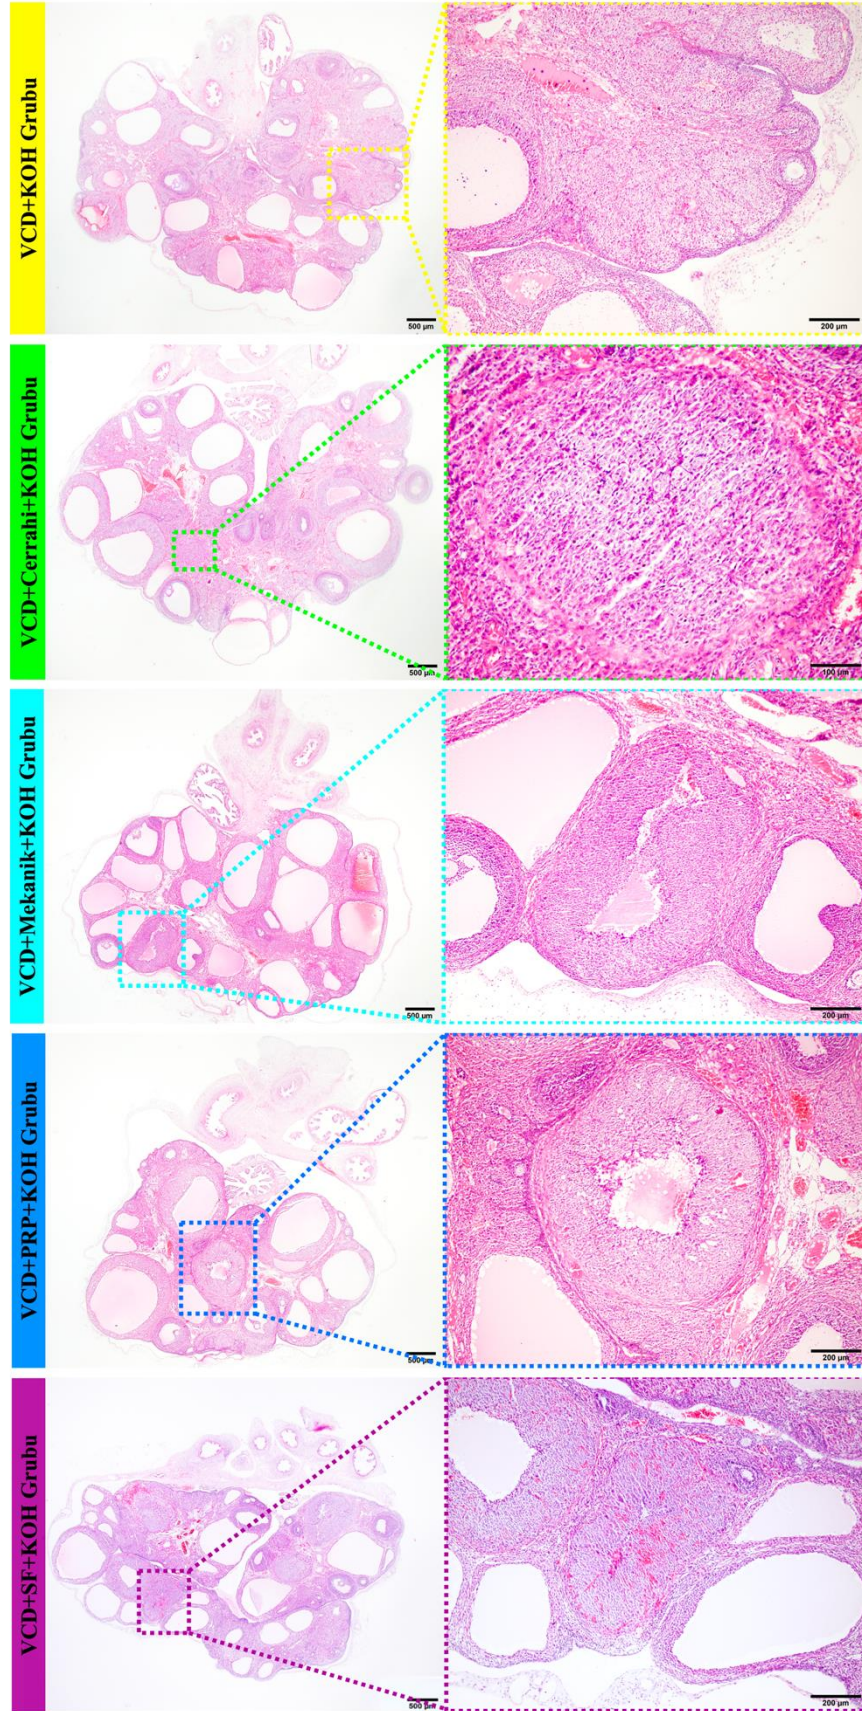 VCD+KOH Grubu
500 µm
200 µm
VCD+Cerrahi+KOH Grubu
500 µm
100 µm
VCD+Mekanik+KOH Grubu
500 µm
200 µm
VCD+PRP+KOH Grubu
500 µm
200 µm
VCD+SF+KOH Grubu
500 µm
200 µm